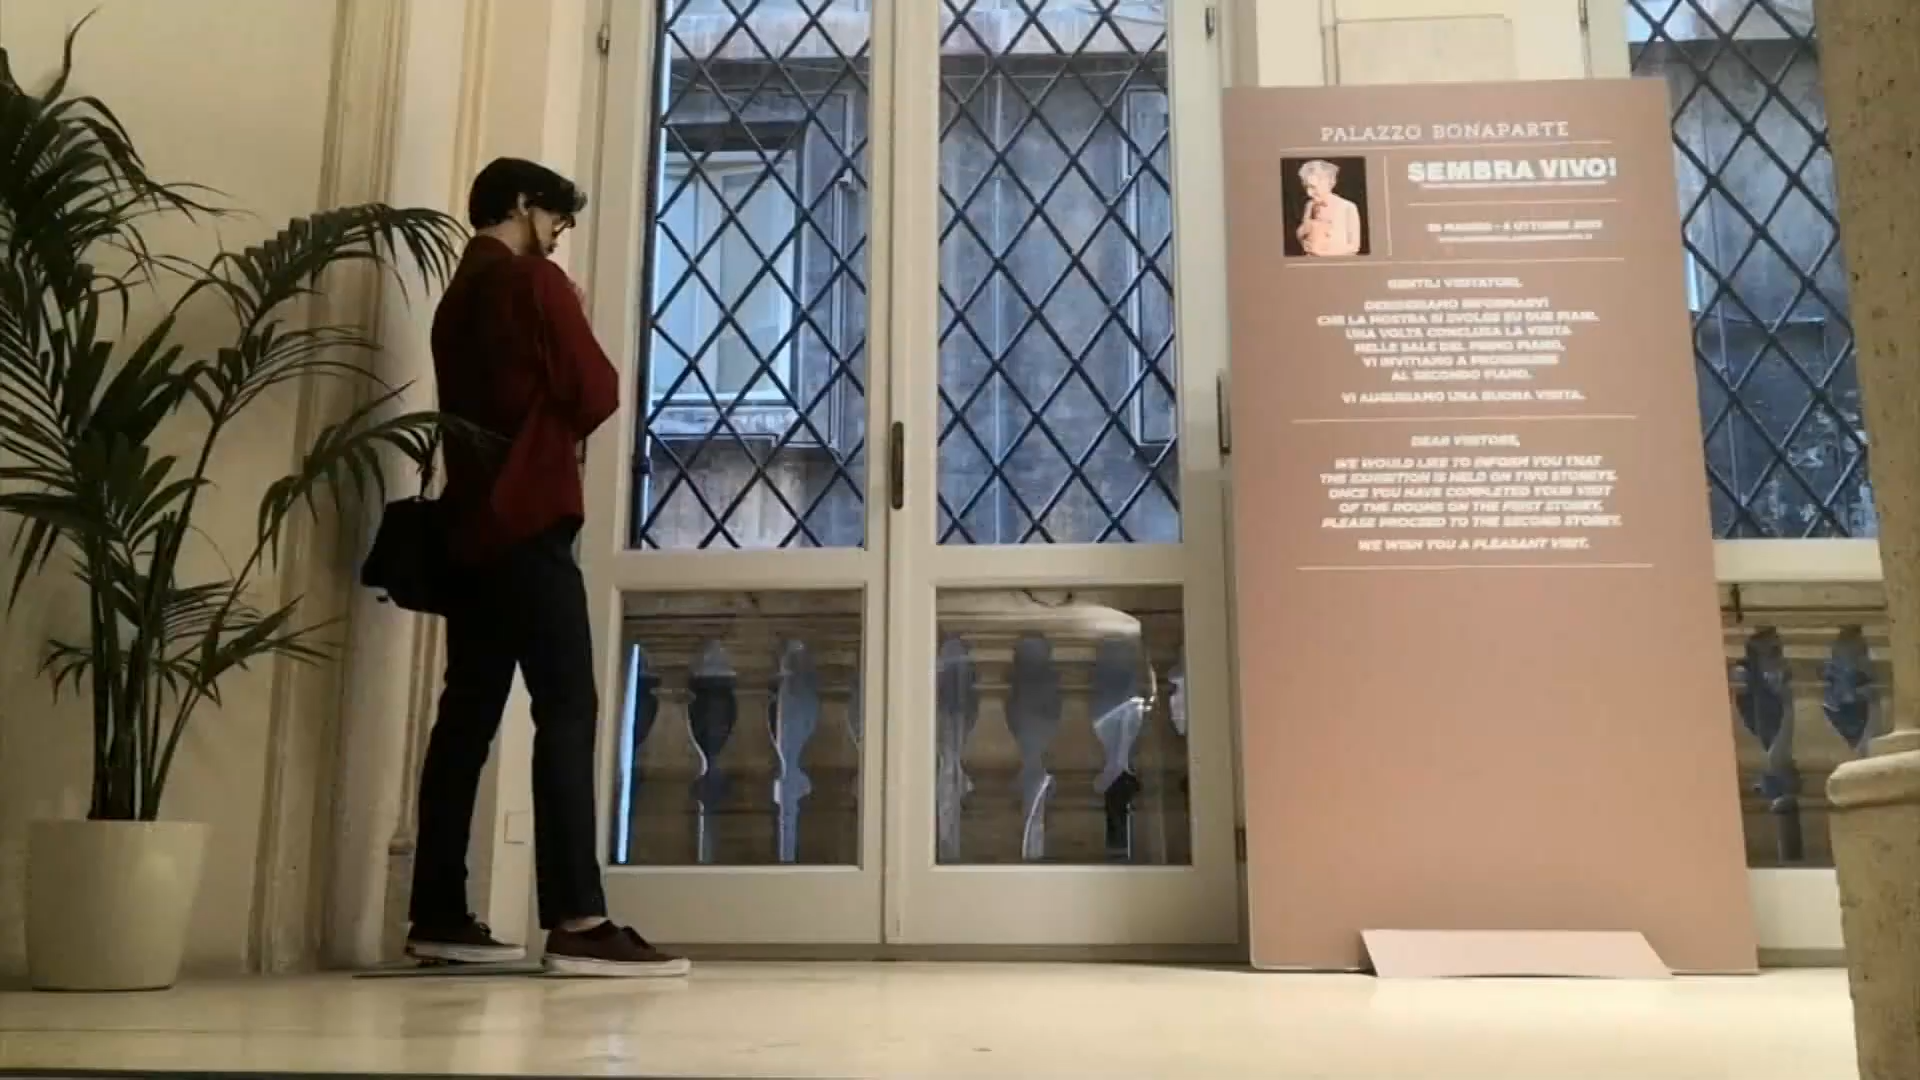 PALAZZO BONAPARTE
SEMBRA VIVO!
GENTILI VISITATORI,
DESIDERIAMO INFORMARVI
CHE LA MOSTRA SI SVOLGE SU DUE PIANI.
UNA VOLTA CONCLUSA LA VISITA
NELLE SALE DEL PRIMO PIANO,
VI INVITIAMO A PROSEGUIRE
AL SECONDO PIANO.
VI AUGURIAMO UNA BUONA VISITA.
DEAR VISITORS,
WE WOULD LIKE TO INFORM YOU THAT
THE EXHIBITION IS HELD ON TWO STOREYS.
ONCE YOU HAVE COMPLETED YOUR VISIT
OF THE ROOMS ON THE FIRST STOREY,
PLEASE PROCEED TO THE SECOND STOREY.
WE WISH YOU A PLEASANT VISIT.